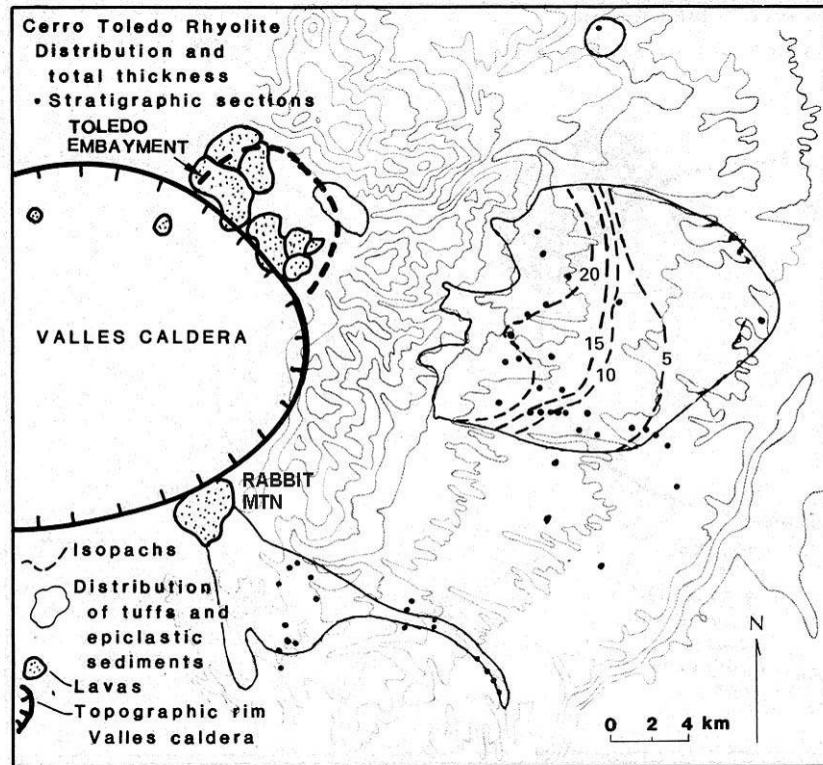 Cerro Toledo Rhyolite
Distribution and
total thickness
• Stratigraphic sections
TOLEDO
EMBAYMENT
20
VALLES CALDERA
15
10
5
RABBIT
MTN
Isopachs
Distribution
of tuffs and
epiclastic
sediments
Lavas
Topographic rim
Valles caldera
N
0 2 4 km